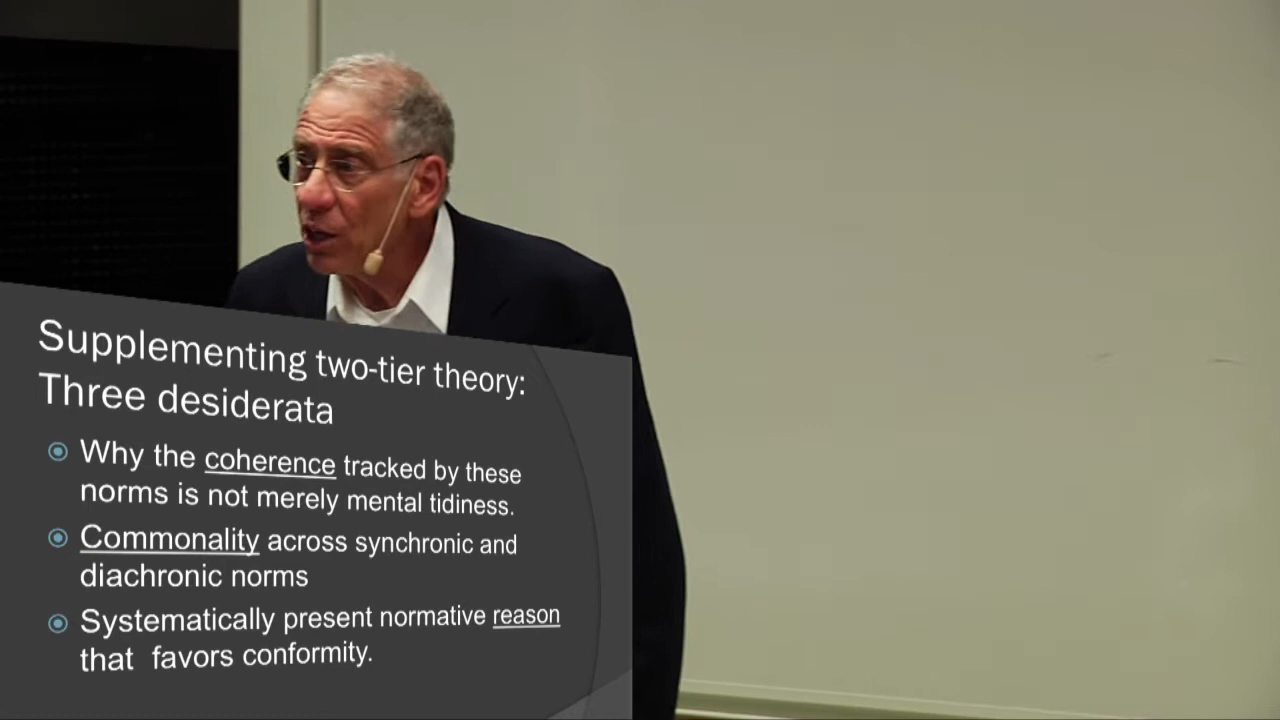 Supplementing two-tier theory:
Three desiderata
Why the coherence tracked by these
norms is not merely mental tidiness.
Commonality across synchronic and
diachronic norms
Systematically present normative reason
that favors conformity.